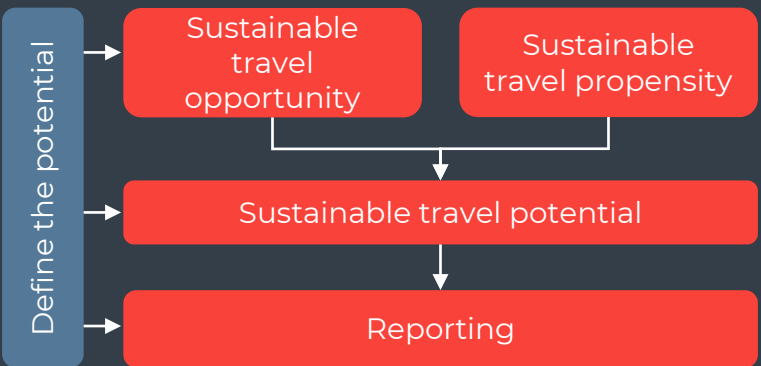 Define the potential
Sustainable
travel
opportunity
Sustainable
travel propensity
Sustainable travel potential
Reporting